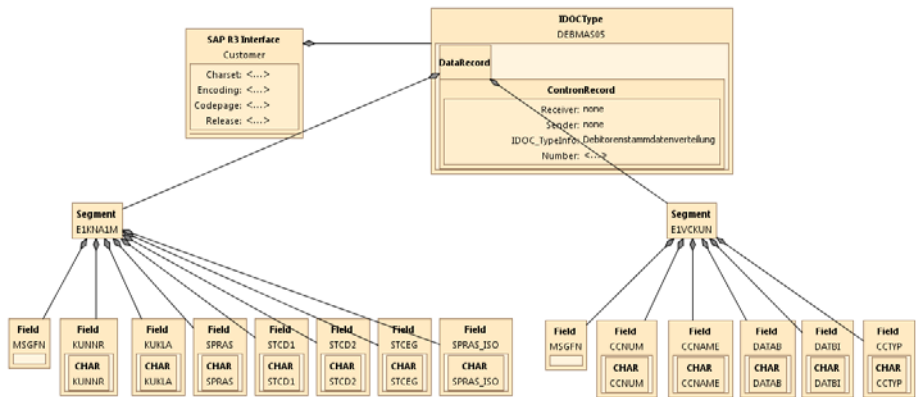 SAP R3 Interface
Customer
Charset: <...>
Encoding: <...>
Codepage: <...>
Release: <...>
IDOCType
DEBMAS05
DataRecord
ContronRecord
Receiver: none
Sender: none
IDOC_TypeInfo: Debitorenstammdatenverteilung
Number: <...>
Segment
E1KNA1M
Segment
E1VCKUN
Field
MSGFN
Field
KUNNR
CHAR
KUNNR
Field
KUKLA
CHAR
KUKLA
Field
SPRAS
CHAR
SPRAS
Field
STCD1
CHAR
STCD1
Field
STCD2
CHAR
STCD2
Field
STCEG
CHAR
STCEG
Field
SPRAS_ISO
CHAR
SPRAS_ISO
Field
MSGFN
Field
CCNUM
CHAR
CCNUM
Field
CCNAME
CHAR
CCNAME
Field
DATAB
CHAR
DATAB
Field
DATBI
CHAR
DATBI
Field
CCTYP
CHAR
CCTYP